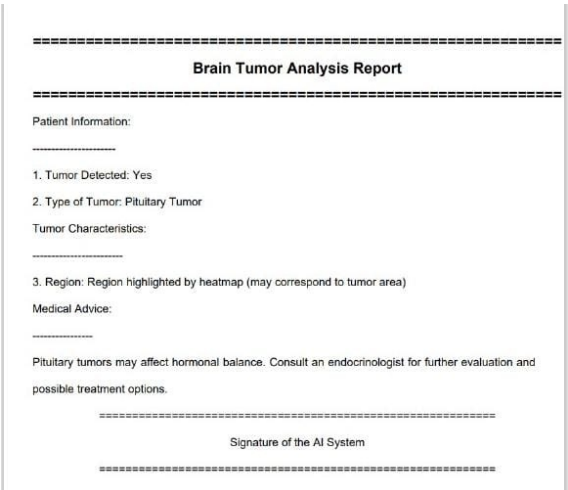 ============================================================
Brain Tumor Analysis Report
============================================================
Patient Information:
----------------------
1. Tumor Detected: Yes
2. Type of Tumor: Pituitary Tumor
Tumor Characteristics:
------------------------
3. Region: Region highlighted by heatmap (may correspond to tumor area)
Medical Advice:
----------------
Pituitary tumors may affect hormonal balance. Consult an endocrinologist for further evaluation and
possible treatment options.
============================================================
Signature of the AI System
============================================================